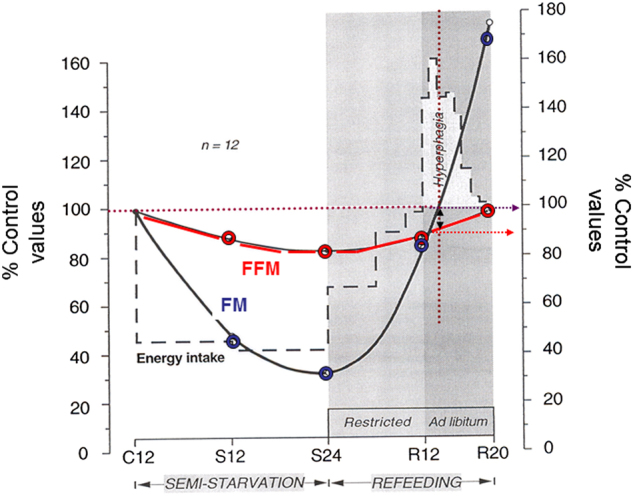 % Control values
160
140
120
100
80
60
40
20
0
n = 12
FFM
FM
Energy intake
Hyperphagia
Restricted
Ad libitum
180
160
140
120
100
80
60
40
20
0
% Control values
C12 S12 S24 R12 R20
SEMI-STARVATION REFEEDING